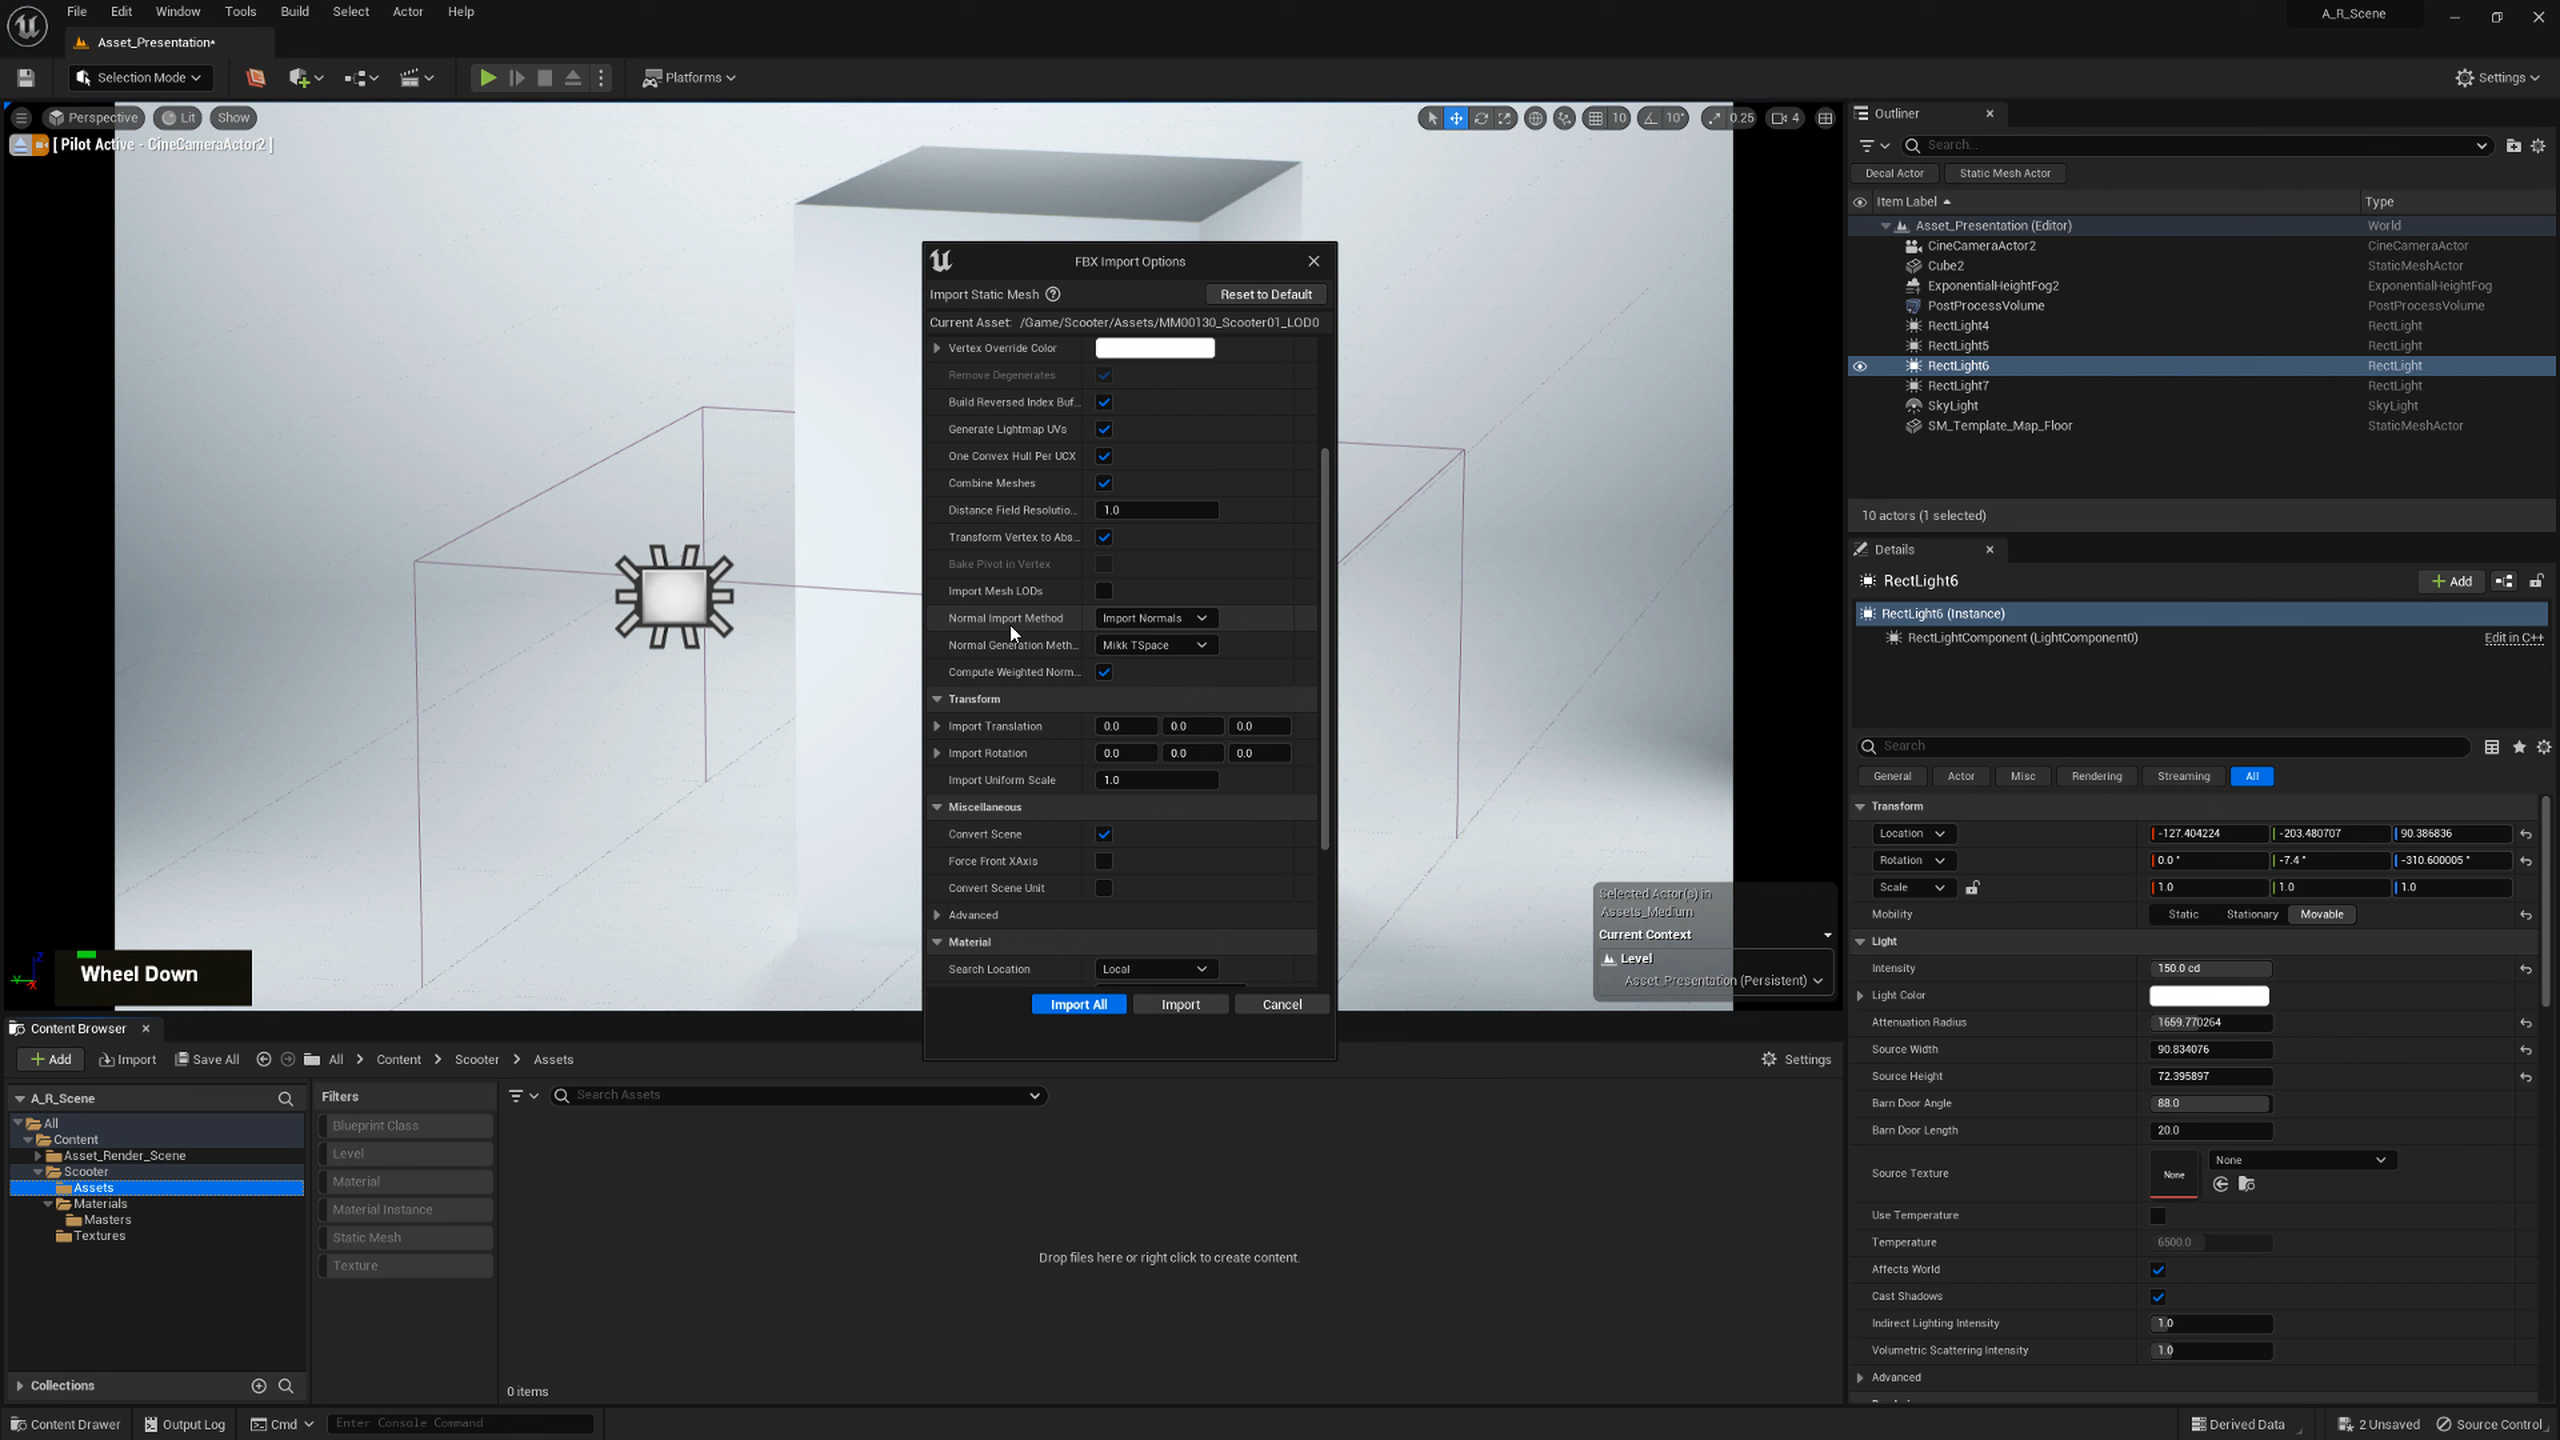 File Edit Window Tools Build Select Actor Help
A_R_Scene
Asset_Presentation•
Selection Mode
Platforms
Settings
Perspective Lit Show
10 10° 0.25 4
[ Pilot Active - CineCameraActor2 ]
Outliner
Search...
Decal Actor Static Mesh Actor
Item Label Type
Asset_Presentation (Editor) World
CineCameraActor2 CineCameraActor
Cube2 StaticMeshActor
ExponentialHeightFog2 ExponentialHeightFog
PostProcessVolume PostProcessVolume
RectLight4 RectLight
RectLight5 RectLight
RectLight6 RectLight
RectLight7 RectLight
SkyLight SkyLight
SM_Template_Map_Floor StaticMeshActor
10 actors (1 selected)
FBX Import Options
Import Static Mesh ? Reset to Default
Current Asset: /Game/Scooter/Assets/MM00130_Scooter01_LOD0
Vertex Override Color
Remove Degenerates
Build Reversed Index Buf...
Generate Lightmap UVs
One Convex Hull Per UCX
Combine Meshes
Distance Field Resolutio... 1.0
Transform Vertex to Abs...
Bake Pivot in Vertex
Import Mesh LODs
Normal Import Method Import Normals
Normal Generation Meth... Mikk TSpace
Compute Weighted Norm...
Transform
Import Translation 0.0 0.0 0.0
Import Rotation 0.0 0.0 0.0
Import Uniform Scale 1.0
Miscellaneous
Convert Scene
Force Front XAxis
Convert Scene Unit
Advanced
Material
Search Location Local
Import All Import Cancel
Selected Actor(s) in
Assets_Medium
Current Context
Level
Asset_Presentation (Persistent)
Wheel Down
Details
RectLight6 Add
RectLight6 (Instance)
RectLightComponent (LightComponent0) Edit in C++
Search
General Actor Misc Rendering Streaming All
Transform
Location -127.404224 -203.480707 90.386836
Rotation 0.0 ° -7.4 ° -310.600005 °
Scale 1.0 1.0 1.0
Mobility Static Stationary Movable
Light
Intensity 150.0 cd
Light Color
Attenuation Radius 1659.770264
Source Width 90.834076
Source Height 72.395897
Barn Door Angle 88.0
Barn Door Length 20.0
Source Texture None None
Use Temperature
Temperature 6500.0
Affects World
Cast Shadows
Indirect Lighting Intensity 1.0
Volumetric Scattering Intensity 1.0
Advanced
Content Browser
Add Import Save All All Content Scooter Assets Settings
A_R_Scene
All
Content
Asset_Render_Scene
Scooter
Assets
Materials
Masters
Textures
Collections
Filters
Blueprint Class
Level
Material
Material Instance
Static Mesh
Texture
Search Assets
Drop files here or right click to create content.
0 items
Content Drawer Output Log Cmd Enter Console Command Derived Data 2 Unsaved Source Control